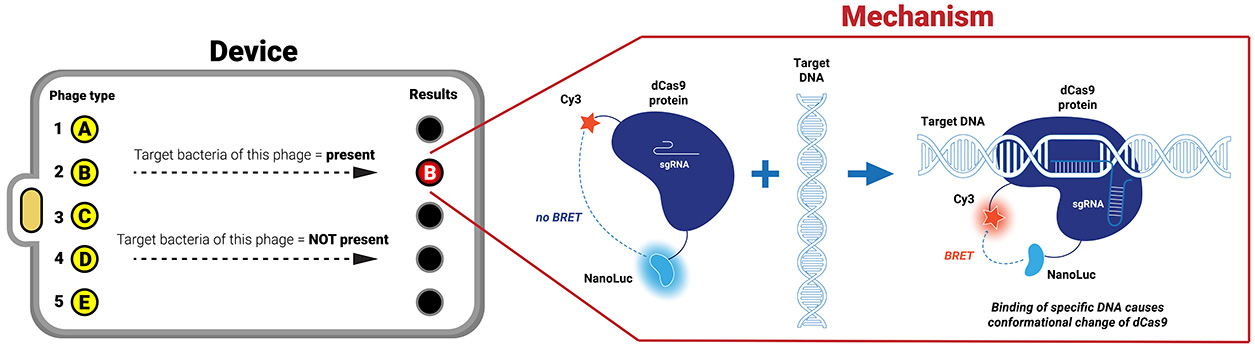 Device
Phage type
Results
1 A
2 B
3 C
4 D
5 E
Target bacteria of this phage = present
B
Target bacteria of this phage = NOT present
Mechanism
Cy3
dCas9
protein
sgRNA
no BRET
NanoLuc
Target
DNA
dCas9
protein
Target DNA
Cy3
sgRNA
BRET
NanoLuc
Binding of specific DNA causes
conformational change of dCas9